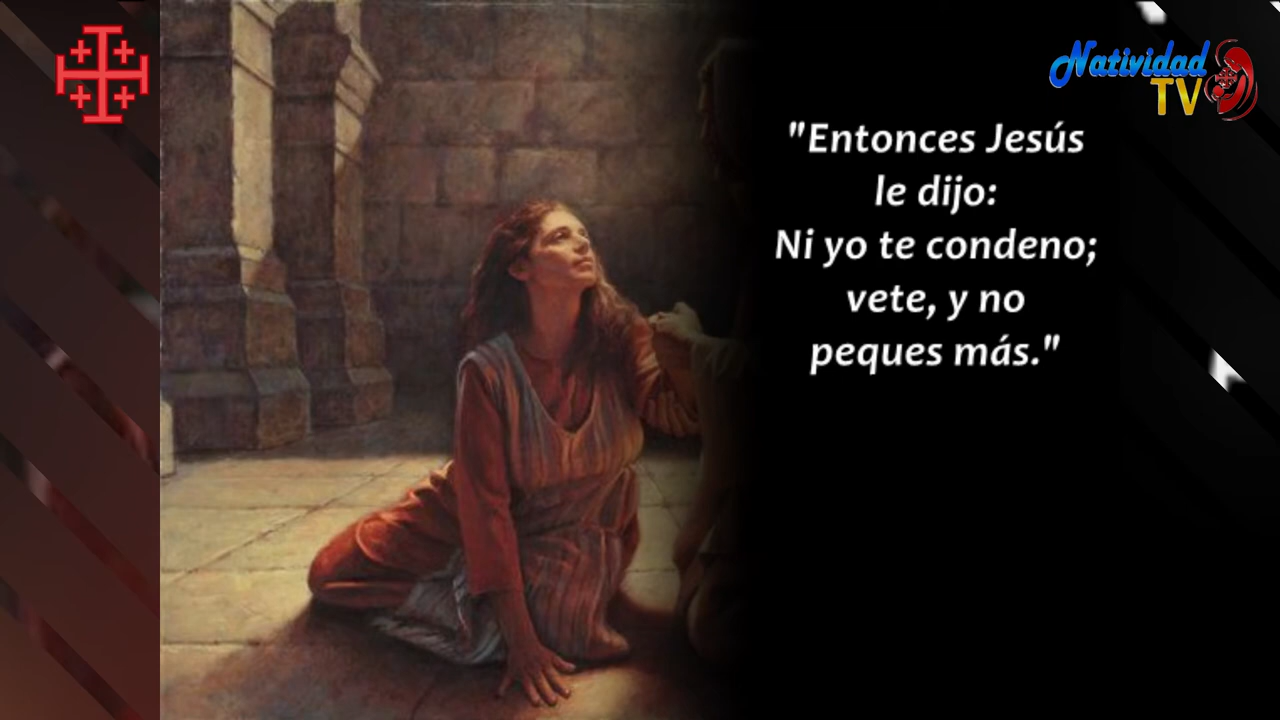 Natividad
TV
"Entonces Jesús
le dijo:
Ni yo te condeno;
vete, y no
peques más."